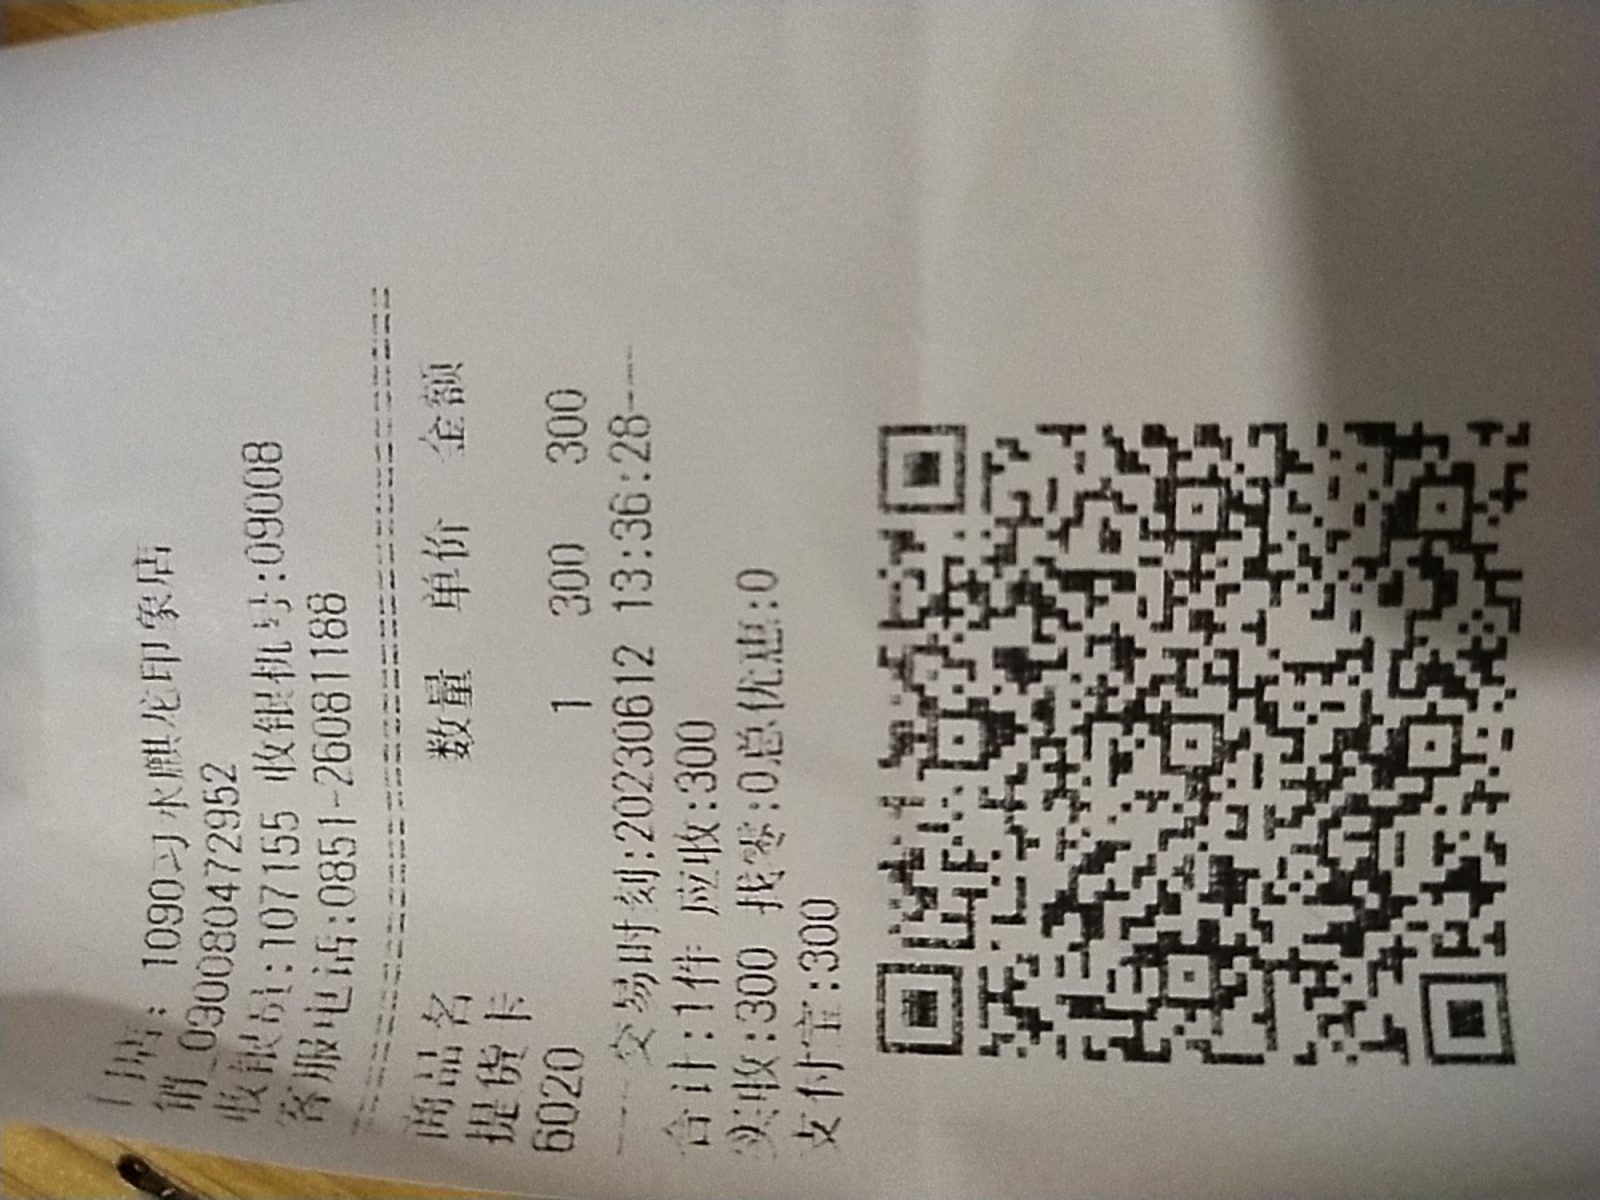 门店: 1090习水麒龙印象店
销_0900804729​52
收银员:107155 收银机号:09008
客服电话:0851-26081188
商品名 数量 单价 金额
提货卡
6020 1 300 300
----交易时刻:20230612 13:36:28----
合计:1件 应收:300
实收:300 找零:0总优惠:0
支付宝:300